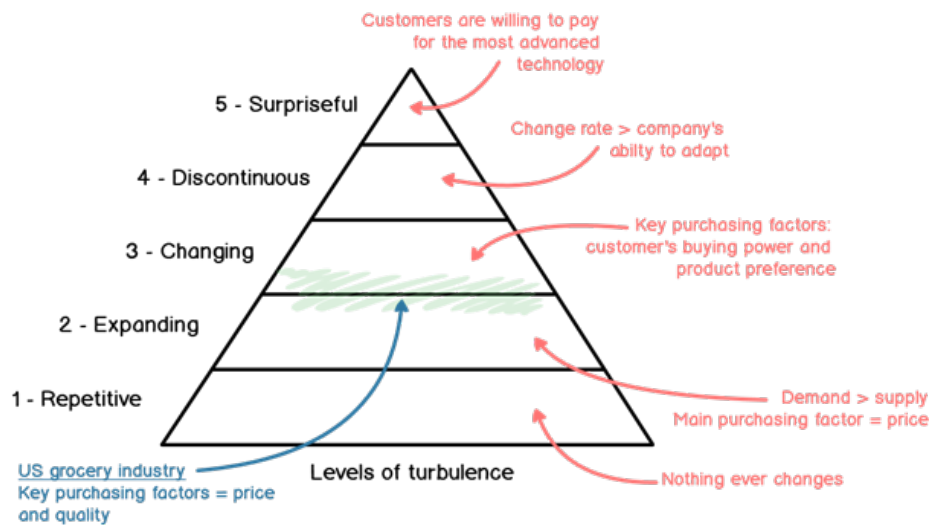 Customers are willing to pay
for the most advanced
technology
5 - Surpriseful
Change rate > company's
abilty to adapt
4 - Discontinuous
Key purchasing factors:
customer's buying power and
product preference
3 - Changing
2 - Expanding
Demand > supply
Main purchasing factor = price
1 - Repetitive
Nothing ever changes
Levels of turbulence
US grocery industry
Key purchasing factors = price
and quality